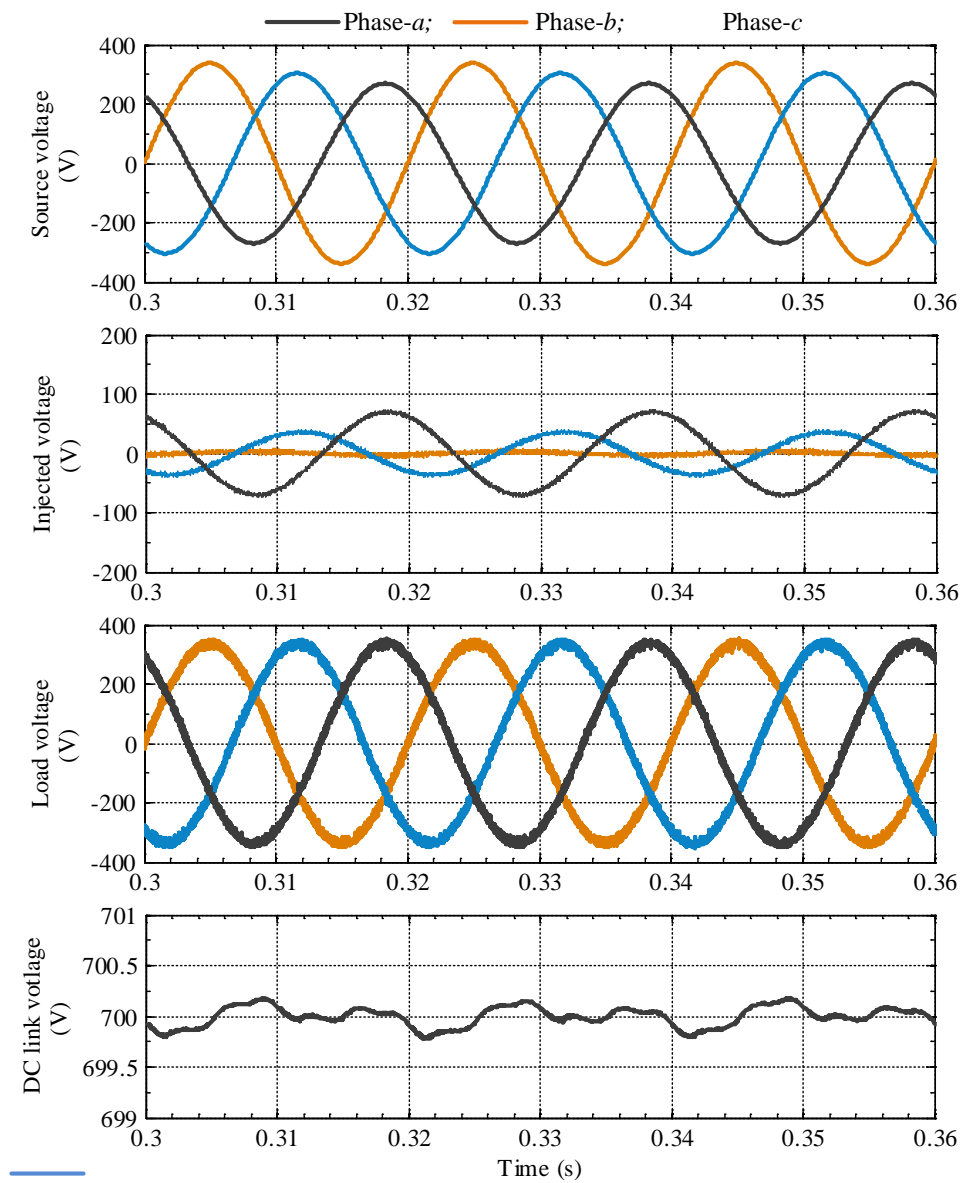 Phase-a; Phase-b; Phase-c
Source voltage
(V)
400
200
0
-200
-400
0.3 0.31 0.32 0.33 0.34 0.35 0.36
Injected voltage
(V)
200
100
0
-100
-200
0.3 0.31 0.32 0.33 0.34 0.35 0.36
Load voltage
(V)
400
200
0
-200
-400
0.3 0.31 0.32 0.33 0.34 0.35 0.36
DC link votlage
(V)
701
700.5
700
699.5
699
0.3 0.31 0.32 0.33 0.34 0.35 0.36
Time (s)